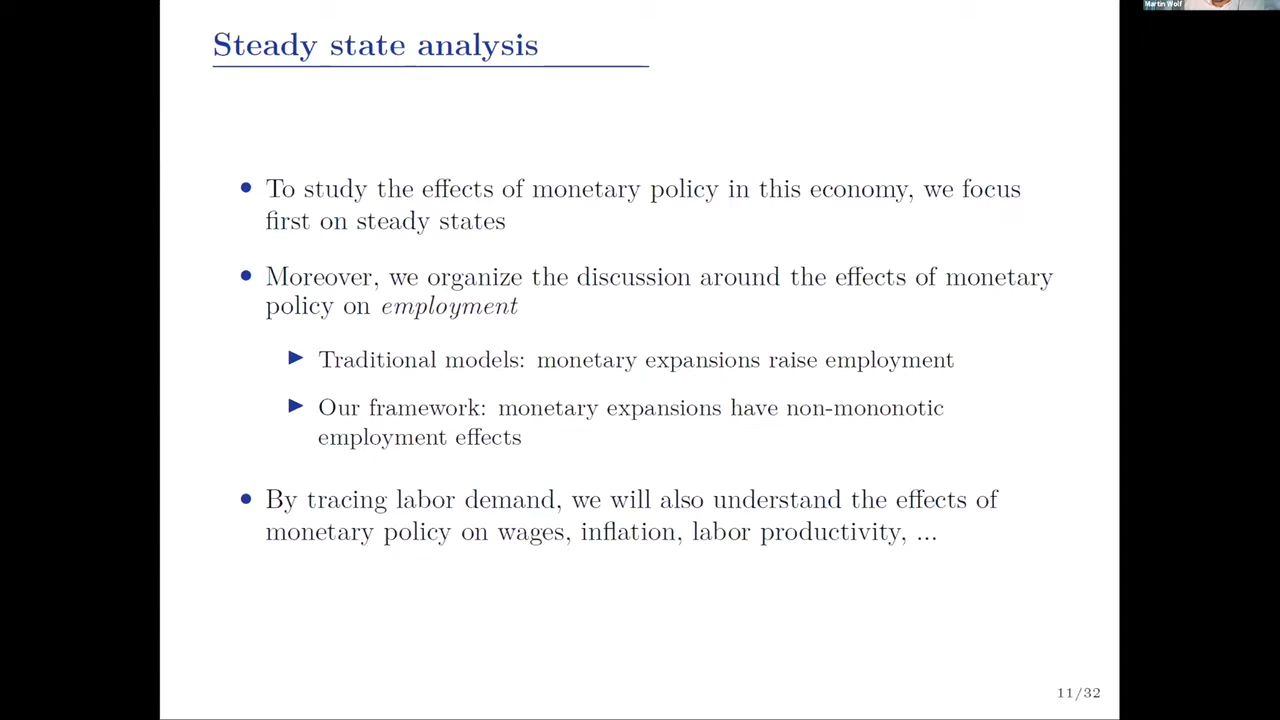 Martin Wolf
Steady state analysis
• To study the effects of monetary policy in this economy, we focus
first on steady states
• Moreover, we organize the discussion around the effects of monetary
policy on employment
▶ Traditional models: monetary expansions raise employment
▶ Our framework: monetary expansions have non-mononotic
employment effects
• By tracing labor demand, we will also understand the effects of
monetary policy on wages, inflation, labor productivity, ...
11/32